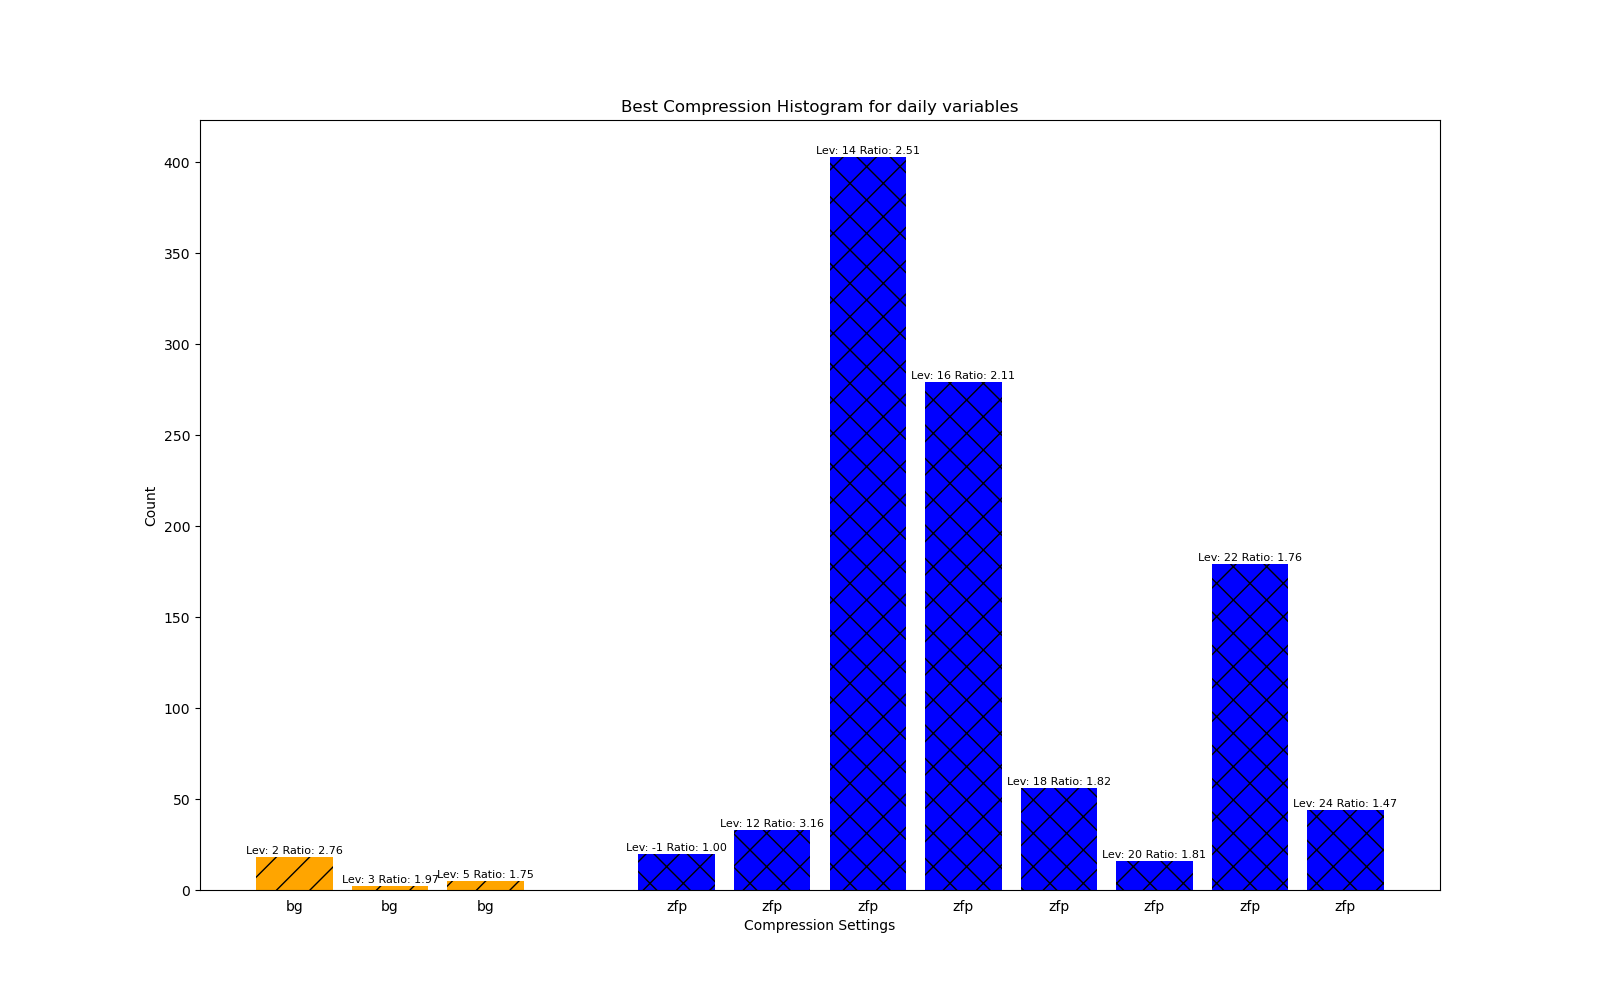 Best Compression Histogram for daily variables
Count
400
350
300
250
200
150
100
50
0
Lev: 2 Ratio: 2.76
Lev: 3 Ratio: 1.97
Lev: 5 Ratio: 1.75
Lev: -1 Ratio: 1.00
Lev: 12 Ratio: 3.16
Lev: 14 Ratio: 2.51
Lev: 16 Ratio: 2.11
Lev: 18 Ratio: 1.82
Lev: 20 Ratio: 1.81
Lev: 22 Ratio: 1.76
Lev: 24 Ratio: 1.47
bg bg bg zfp zfp zfp zfp zfp zfp zfp zfp
Compression Settings